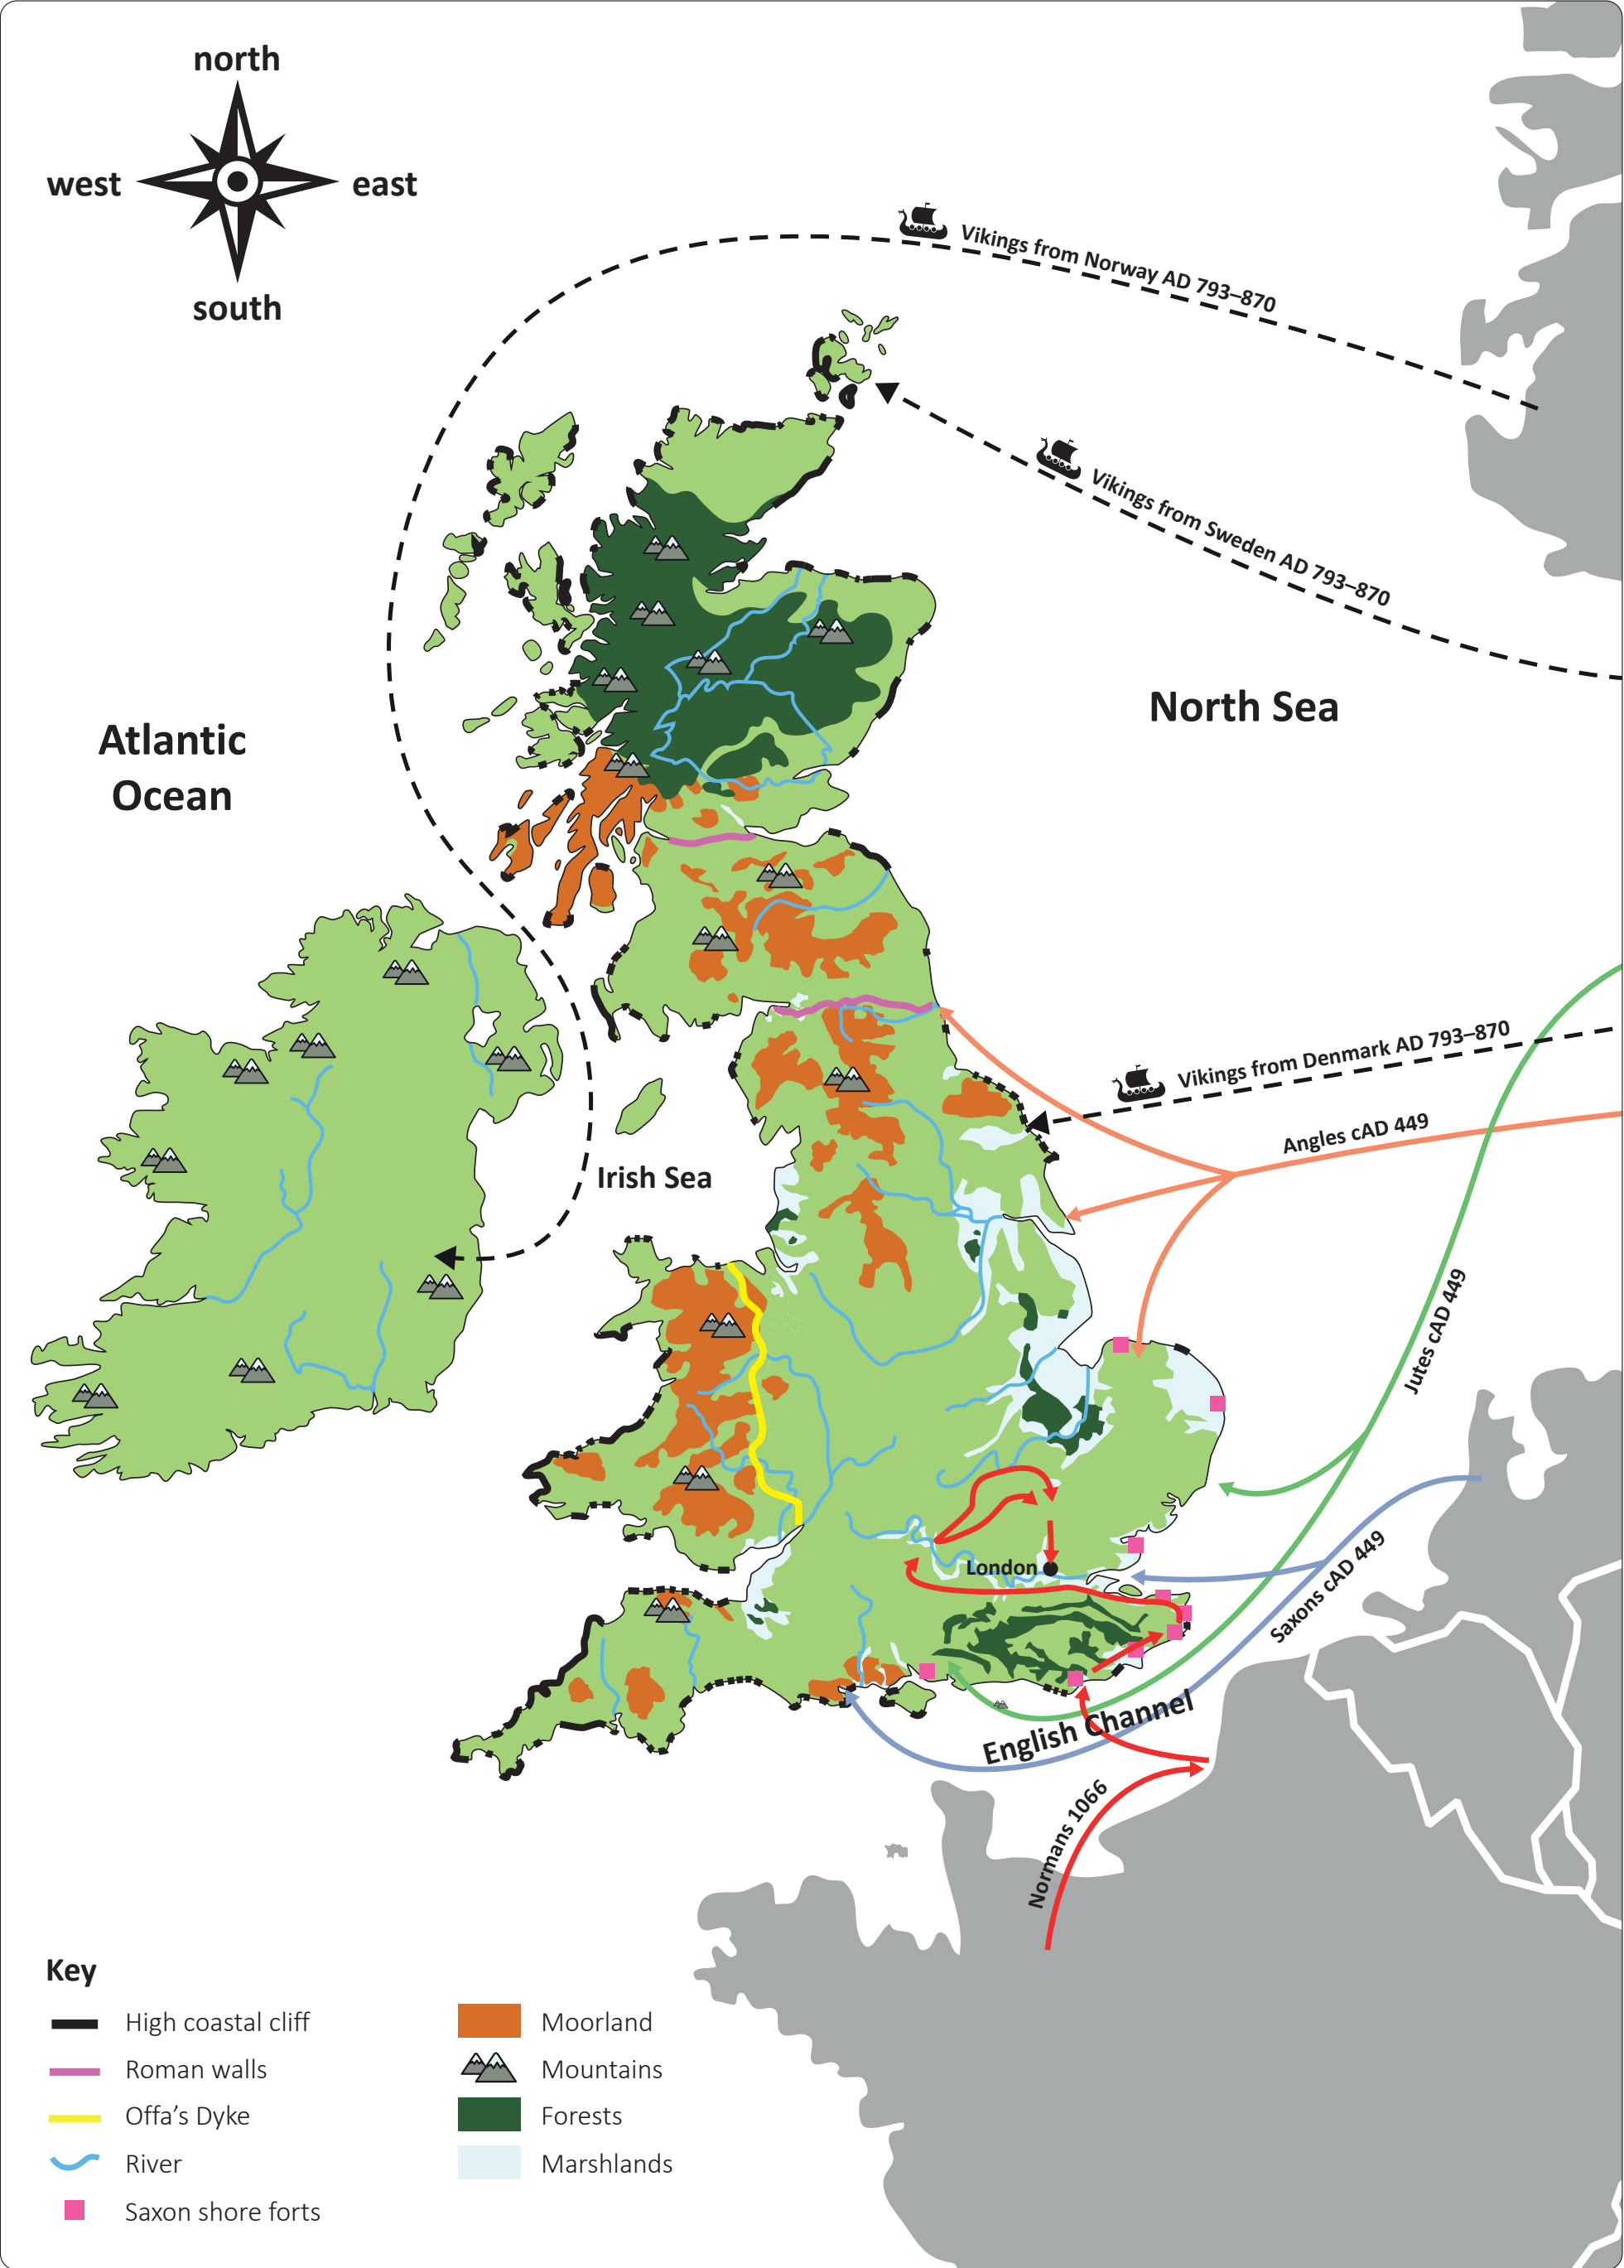 north
west
east
south
Vikings from Norway AD 793–870
Vikings from Sweden AD 793–870
North Sea
Atlantic
Ocean
Vikings from Denmark AD 793–870
Angles cAD 449
Irish Sea
Jutes cAD 449
London
Saxons cAD 449
English Channel
Normans 1066
Key
High coastal cliff
Roman walls
Offa’s Dyke
River
Saxon shore forts
Moorland
Mountains
Forests
Marshlands